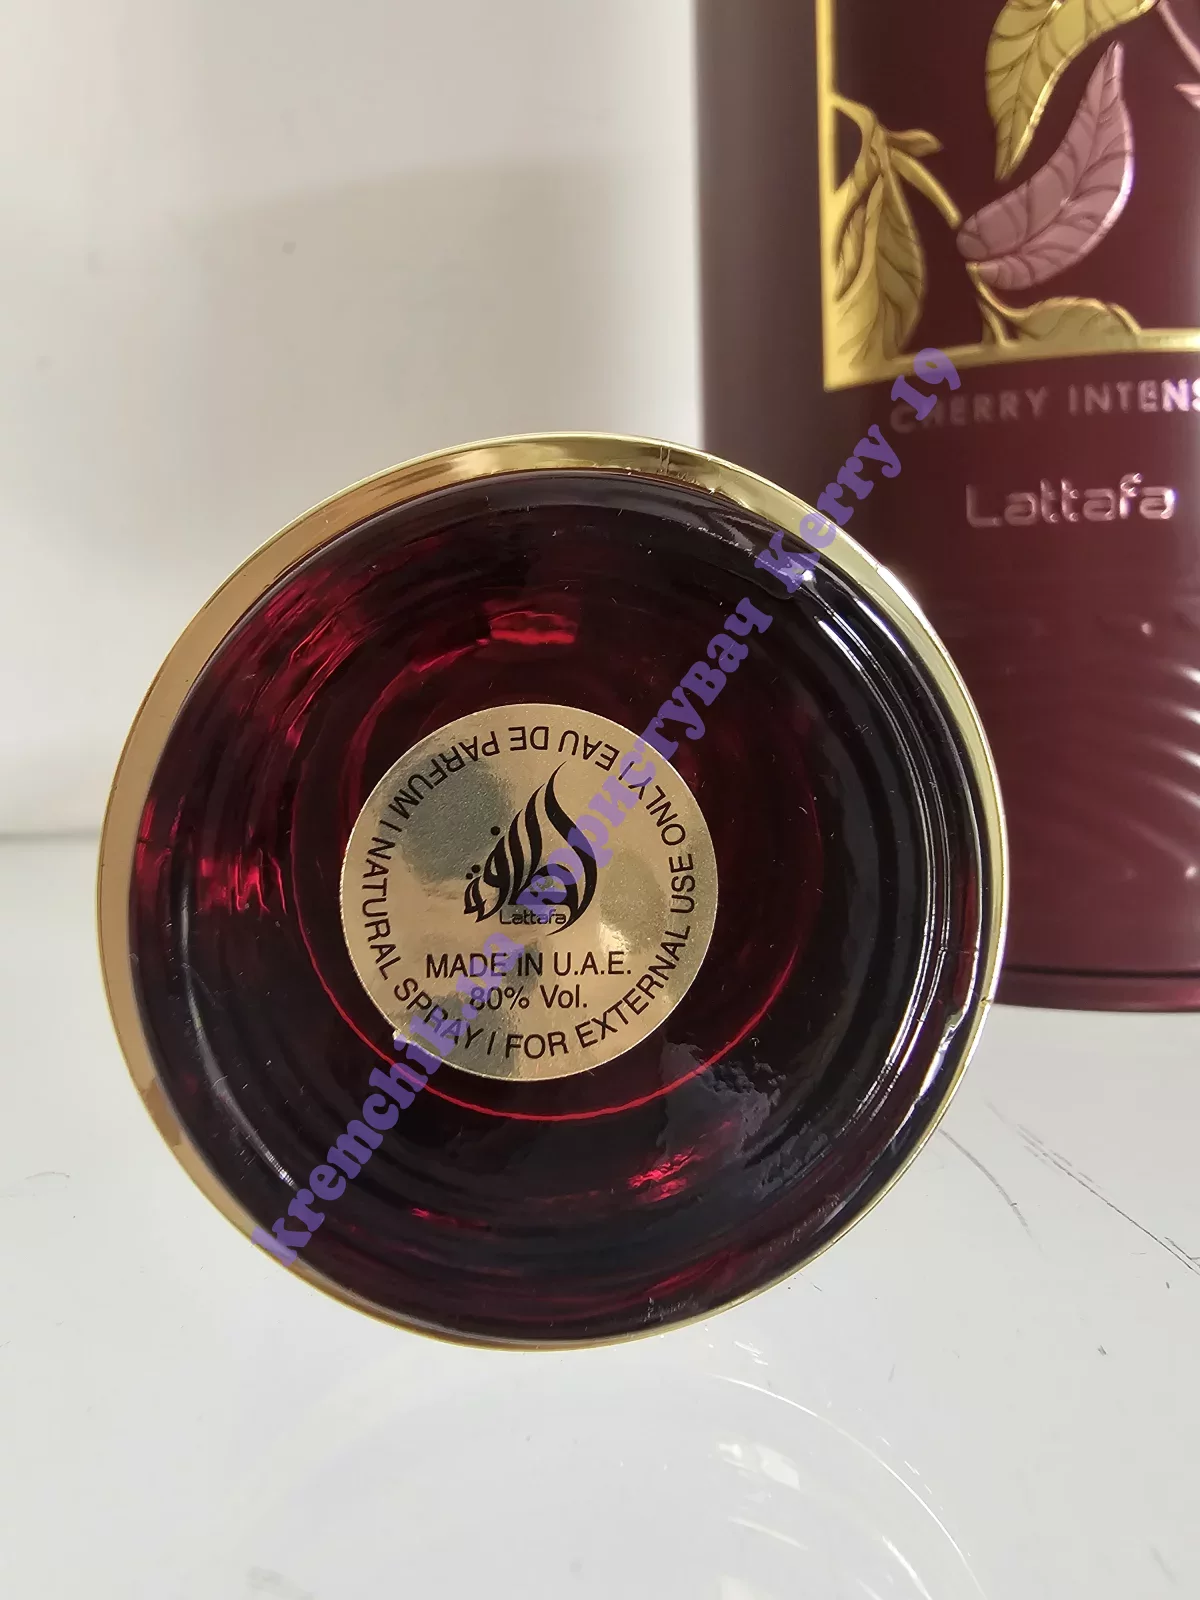 CHERRY INTENS
Lattafa
EAU DE PARFUM | NATURAL SPRAY | FOR EXTERNAL USE ONLY |
لطافة
Lattafa
MADE IN U.A.E.
80% Vol.
kremchik.ua Користувач Kerry 19